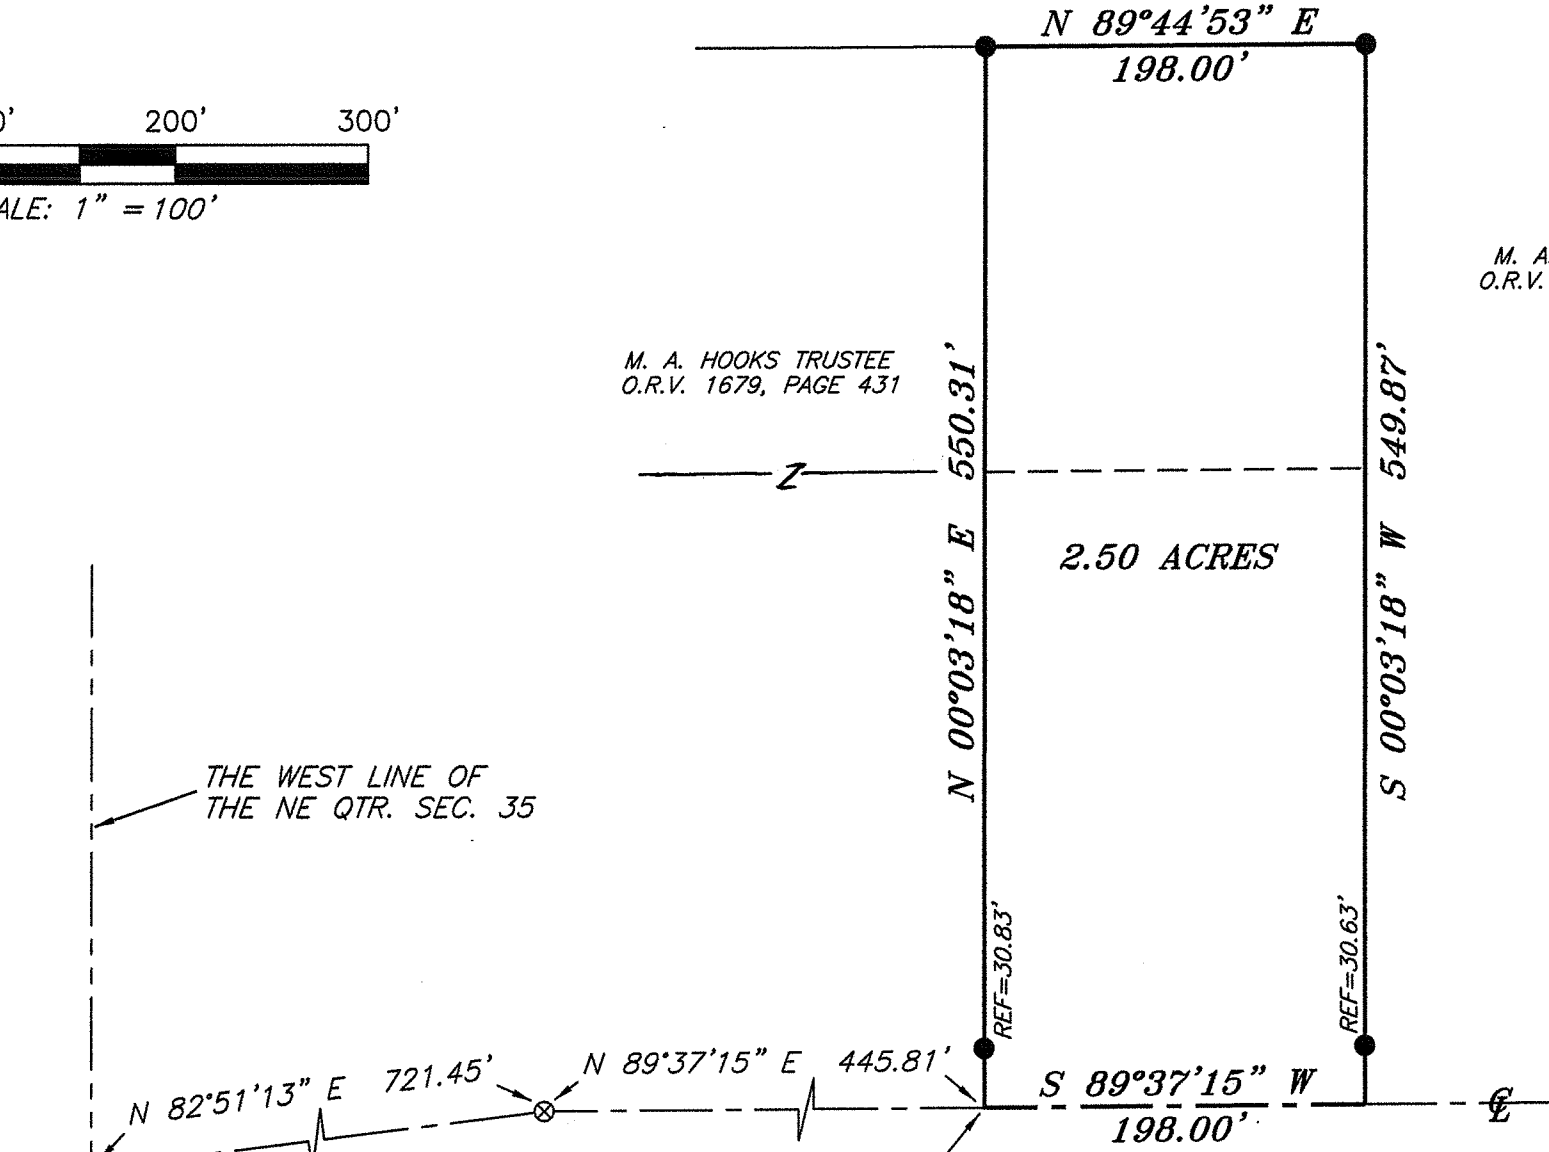 N 89°44'53" E
198.00'
0' 200' 300'
ALE: 1" = 100'
M. A
O.R.V.
M. A. HOOKS TRUSTEE
O.R.V. 1679, PAGE 431
N 00°03'18" E 550.31'
S 00°03'18" W 549.87'
Z
2.50 ACRES
THE WEST LINE OF
THE NE QTR. SEC. 35
REF=30.83'
REF=30.63'
N 82°51'13" E 721.45'
N 89°37'15" E 445.81'
S 89°37'15" W
198.00'
℄